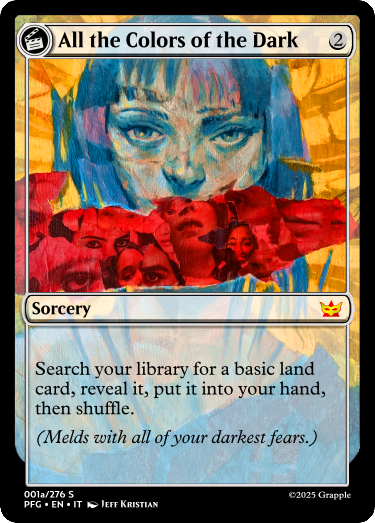 All the Colors of the Dark 2
Sorcery
Search your library for a basic land
card, reveal it, put it into your hand,
then shuffle.
(Melds with all of your darkest fears.)
001a/276 S
PFG • EN • IT Jeff Kristian
©2025 Grapple